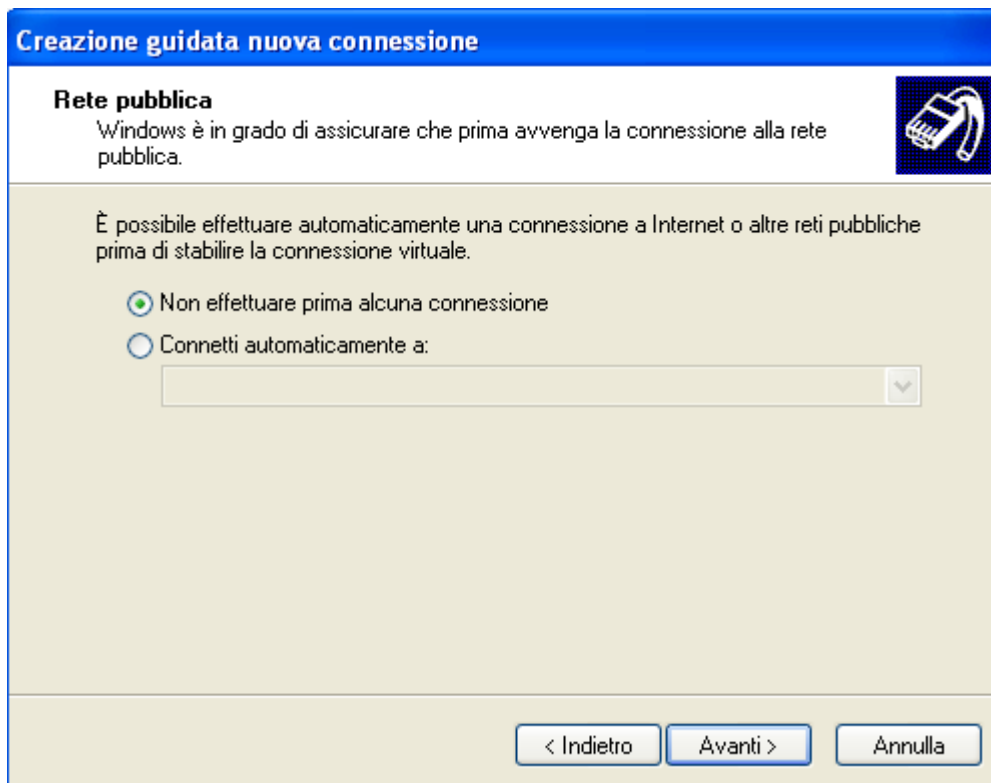 Creazione guidata nuova connessione
Rete pubblica
Windows è in grado di assicurare che prima avvenga la connessione alla rete
pubblica.
È possibile effettuare automaticamente una connessione a Internet o altre reti pubbliche
prima di stabilire la connessione virtuale.
Non effettuare prima alcuna connessione
Connetti automaticamente a:
< Indietro Avanti > Annulla